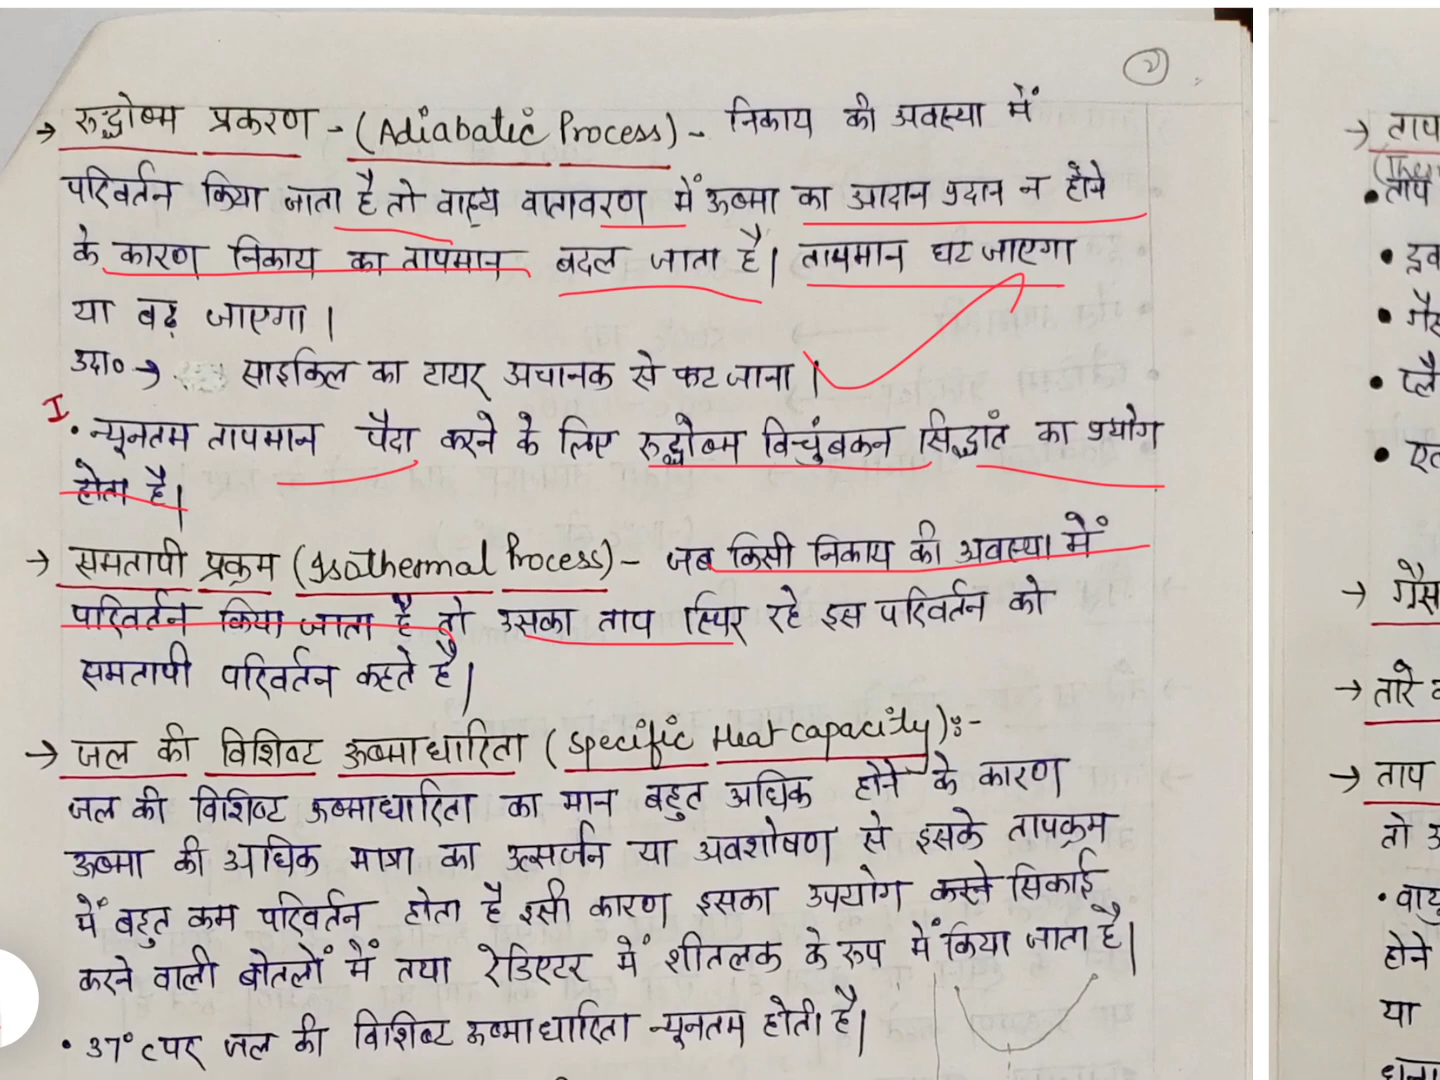 २
→ रुद्धोष्म प्रकरण - (Adiabatic Process) - निकाय की अवस्था में
परिवर्तन किया जाता है तो वाह्य वातावरण में ऊष्मा का आदान प्रदान न होने
के कारण निकाय का तापमान बदल जाता है। तापमान घट जाएगा
या बढ़ जाएगा।
उदा० → साइकिल का टायर अचानक से फट जाना।
I
• न्यूनतम तापमान पैदा करने के लिए रुद्धोष्म विचुंबकन सिद्धांत का प्रयोग
होता है।
→ समतापी प्रक्रम (Isothermal Process) - जब किसी निकाय की अवस्था में
परिवर्तन किया जाता है तो उसका ताप स्थिर रहे इस परिवर्तन को
समतापी परिवर्तन कहते है।
→ जल की विशिष्ट ऊष्माधारिता (Specific Heat capacity):-
जल की विशिष्ट ऊष्माधारिता का मान बहुत अधिक होने के कारण
ऊष्मा की अधिक मात्रा का उत्सर्जन या अवशोषण से इसके तापक्रम
में बहुत कम परिवर्तन होता है इसी कारण इसका उपयोग करने सिकाई
करने वाली बोतलों में तथा रेडिएटर में शीतलक के रूप में किया जाता है।
• 37°c पर जल की विशिष्ट ऊष्माधारिता न्यूनतम होती है।
→ ताप
• ताप
→ तारे
→ ताप
तो
होने
या